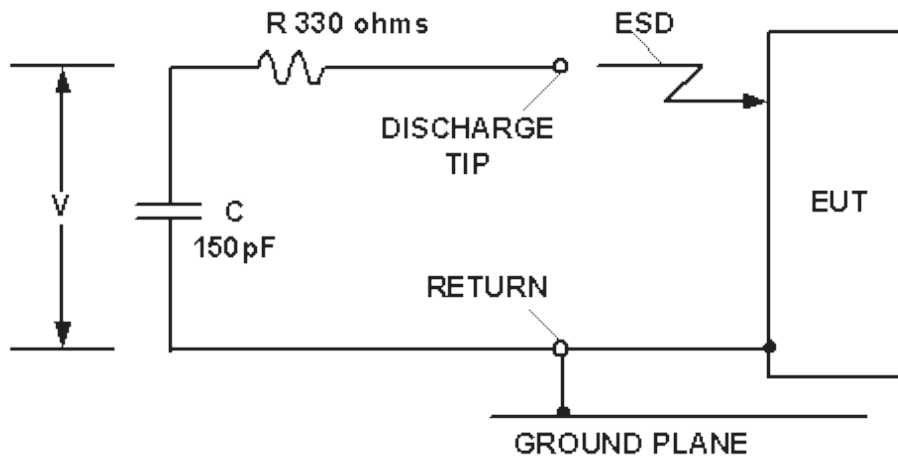 R 330 ohms
ESD
DISCHARGE
TIP
V
C
150pF
EUT
RETURN
GROUND PLANE